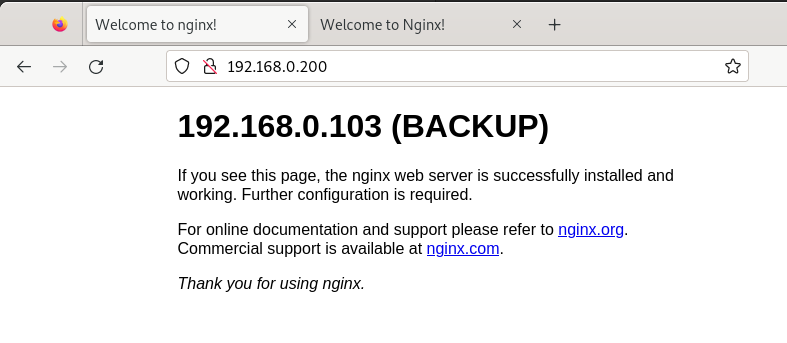 Welcome to nginx!
Welcome to Nginx!
192.168.0.200
192.168.0.103 (BACKUP)
If you see this page, the nginx web server is successfully installed and
working. Further configuration is required.
For online documentation and support please refer to nginx.org.
Commercial support is available at nginx.com.
Thank you for using nginx.